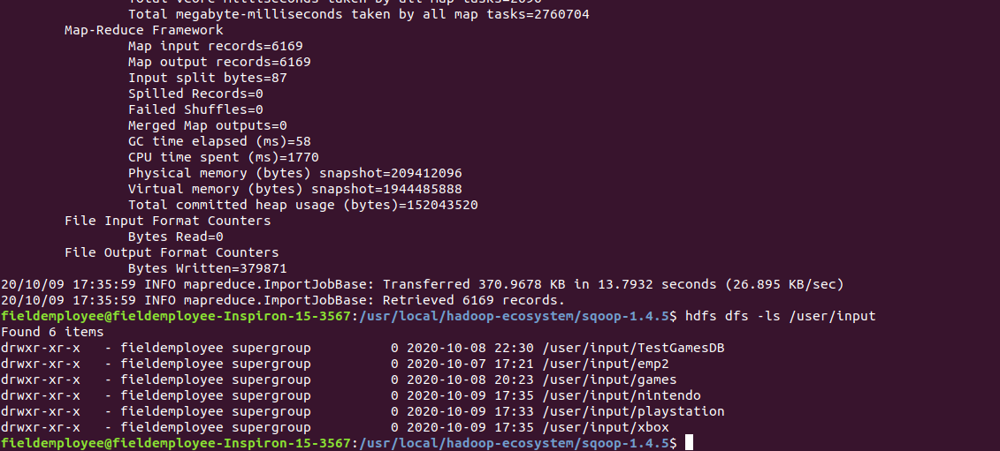 Total vcore-milliseconds taken by all map tasks=2696
Total megabyte-milliseconds taken by all map tasks=2760704
Map-Reduce Framework
Map input records=6169
Map output records=6169
Input split bytes=87
Spilled Records=0
Failed Shuffles=0
Merged Map outputs=0
GC time elapsed (ms)=58
CPU time spent (ms)=1770
Physical memory (bytes) snapshot=209412096
Virtual memory (bytes) snapshot=1944485888
Total committed heap usage (bytes)=152043520
File Input Format Counters
Bytes Read=0
File Output Format Counters
Bytes Written=379871
20/10/09 17:35:59 INFO mapreduce.ImportJobBase: Transferred 370.9678 KB in 13.7932 seconds (26.895 KB/sec)
20/10/09 17:35:59 INFO mapreduce.ImportJobBase: Retrieved 6169 records.
fieldemployee@fieldemployee-Inspiron-15-3567:/usr/local/hadoop-ecosystem/sqoop-1.4.5$ hdfs dfs -ls /user/input
Found 6 items
drwxr-xr-x   - fieldemployee supergroup          0 2020-10-08 22:30 /user/input/TestGamesDB
drwxr-xr-x   - fieldemployee supergroup          0 2020-10-07 17:21 /user/input/emp2
drwxr-xr-x   - fieldemployee supergroup          0 2020-10-08 20:23 /user/input/games
drwxr-xr-x   - fieldemployee supergroup          0 2020-10-09 17:35 /user/input/nintendo
drwxr-xr-x   - fieldemployee supergroup          0 2020-10-09 17:33 /user/input/playstation
drwxr-xr-x   - fieldemployee supergroup          0 2020-10-09 17:35 /user/input/xbox
fieldemployee@fieldemployee-Inspiron-15-3567:/usr/local/hadoop-ecosystem/sqoop-1.4.5$